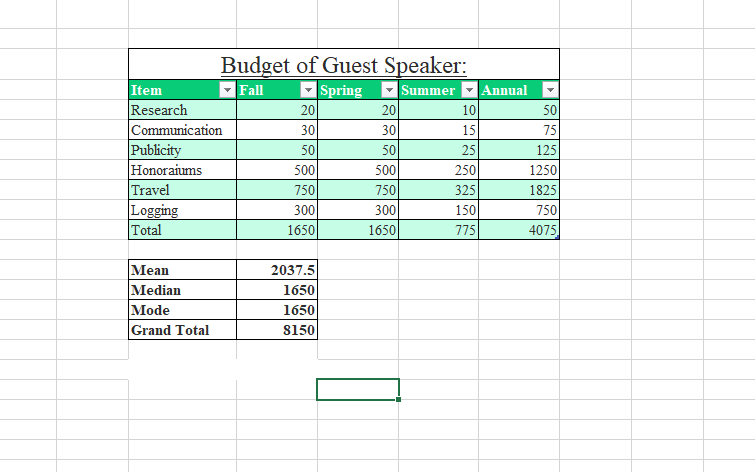 Budget of Guest Speaker:
Item Fall Spring Summer Annual
Research 20 20 10 50
Communication 30 30 15 75
Publicity 50 50 25 125
Honoraiums 500 500 250 1250
Travel 750 750 325 1825
Logging 300 300 150 750
Total 1650 1650 775 4075
Mean 2037.5
Median 1650
Mode 1650
Grand Total 8150